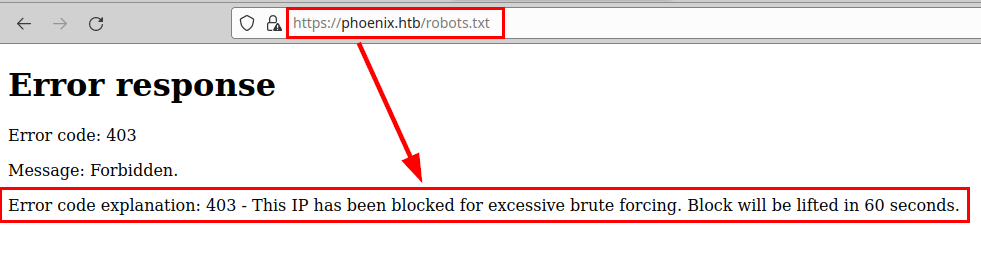 https://phoenix.htb/robots.txt
Error response
Error code: 403
Message: Forbidden.
Error code explanation: 403 - This IP has been blocked for excessive brute forcing. Block will be lifted in 60 seconds.